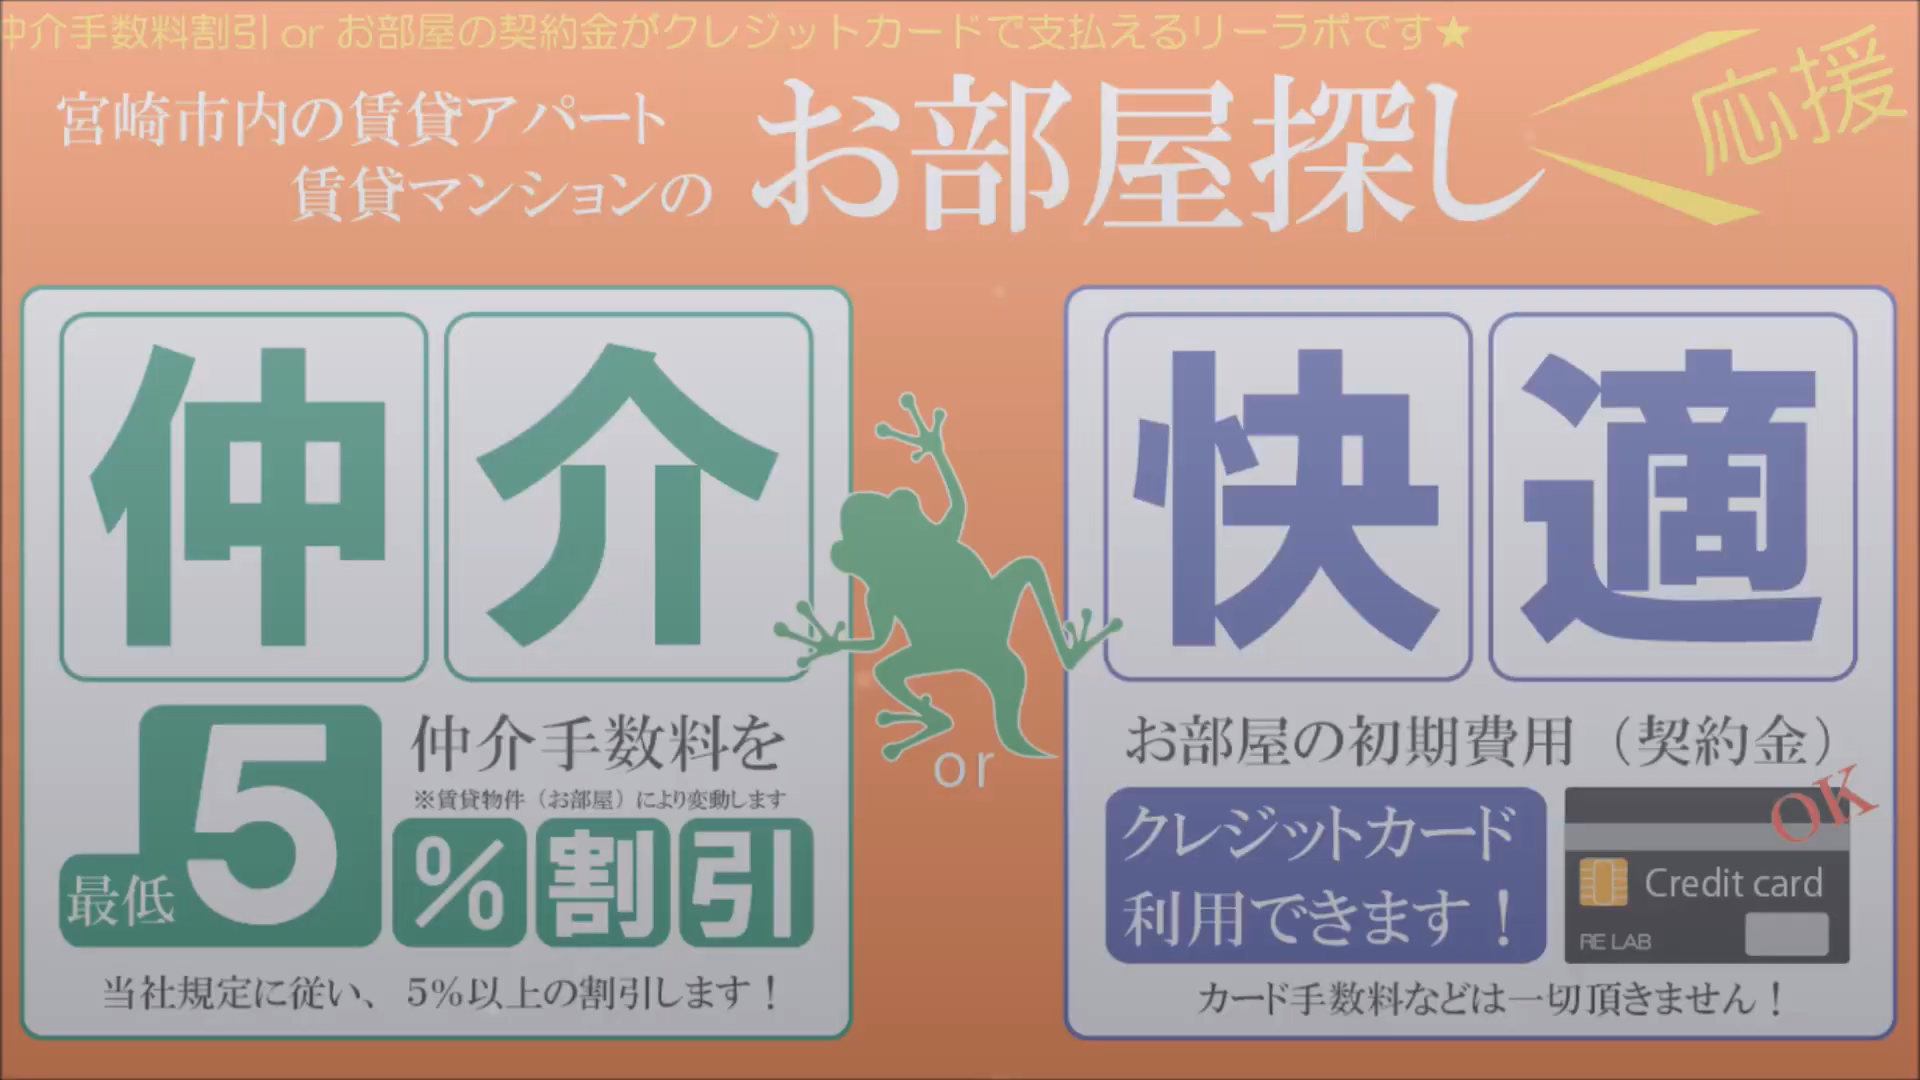 仲介手数料割引 or お部屋の契約金がクレジットカードで支払えるリーラボです★
宮崎市内の賃貸アパート
賃貸マンションの
お部屋探し
応援
仲介
仲介手数料を
※賃貸物件（お部屋）により変動します
最低5%割引
当社規定に従い、5%以上の割引します！
or
快適
お部屋の初期費用（契約金）
クレジットカード
利用できます！
OK
Credit card
RE LAB
カード手数料などは一切頂きません！